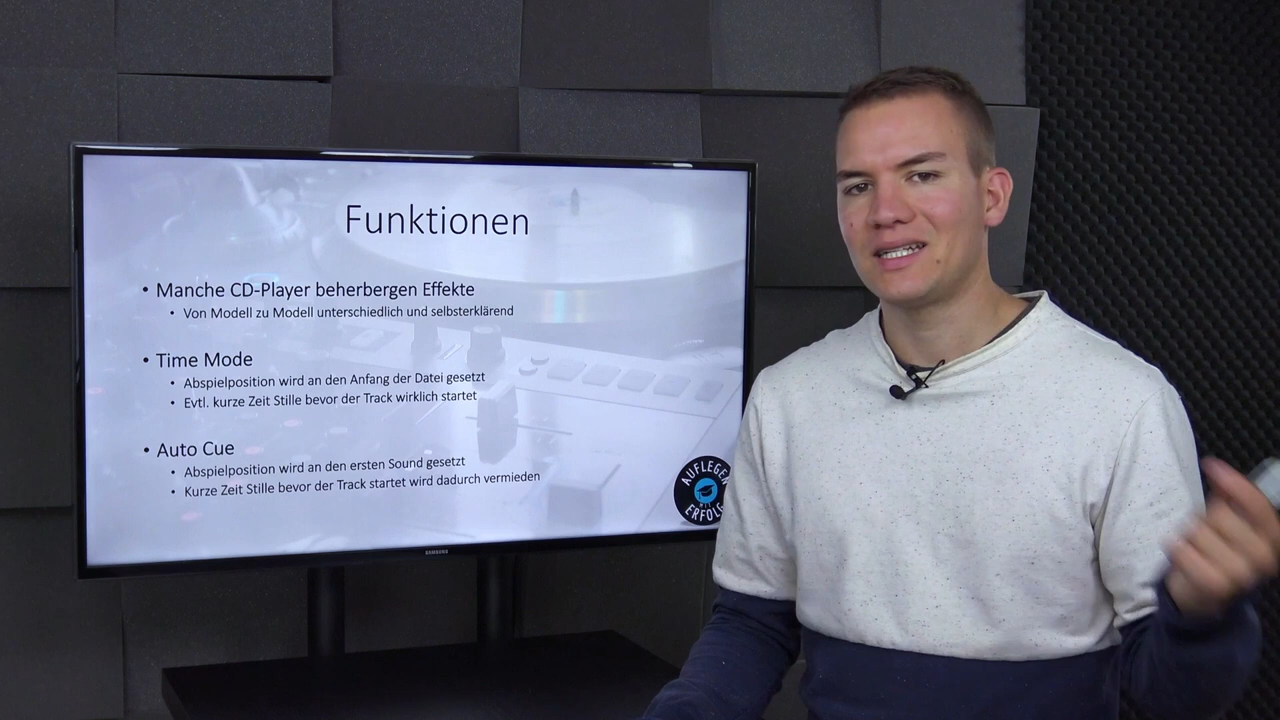 Funktionen
• Manche CD-Player beherbergen Effekte
• Von Modell zu Modell unterschiedlich und selbsterklärend
• Time Mode
• Abspielposition wird an den Anfang der Datei gesetzt
• Evtl. kurze Zeit Stille bevor der Track wirklich startet
• Auto Cue
• Abspielposition wird an den ersten Sound gesetzt
• Kurze Zeit Stille bevor der Track startet wird dadurch vermieden
AUFLEGEN
MIT
ERFOLG
SAMSUNG